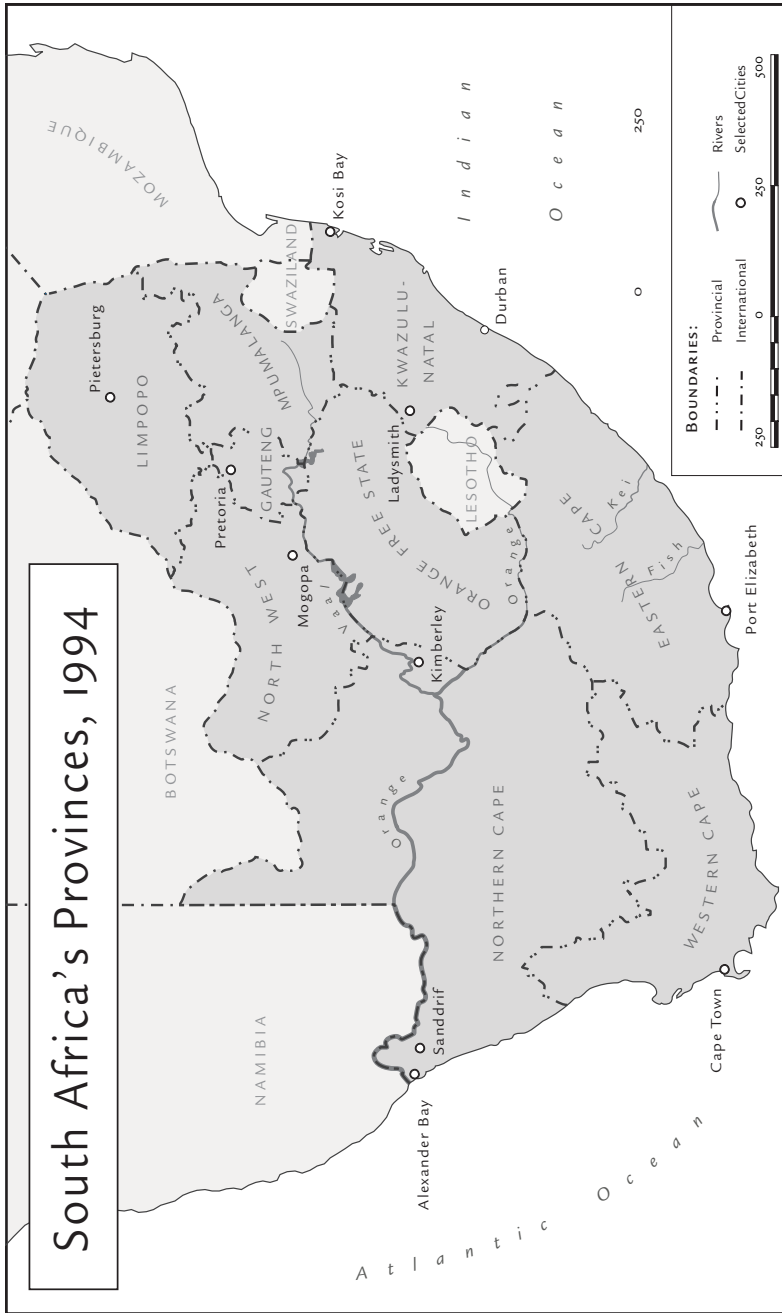 South Africa's Provinces, 1994
MOZAMBIQUE
BOTSWANA
NAMIBIA
LIMPOPO
Pietersburg
MPUMALANGA
SWAZILAND
Kosi Bay
GAUTENG
Pretoria
NORTH WEST
Mogopa
Vaal
ORANGE FREE STATE
KWAZULU-
NATAL
Ladysmith
LESOTHO
Durban
Kimberley
Orange
Orange
NORTHERN CAPE
Alexander Bay
Sanddrif
EASTERN CAPE
Kei
Fish
WESTERN CAPE
Cape Town
Port Elizabeth
Atlantic Ocean
Indian
Ocean
0 250
BOUNDARIES:
Provincial
International
Rivers
Selected Cities
250 0 250 500